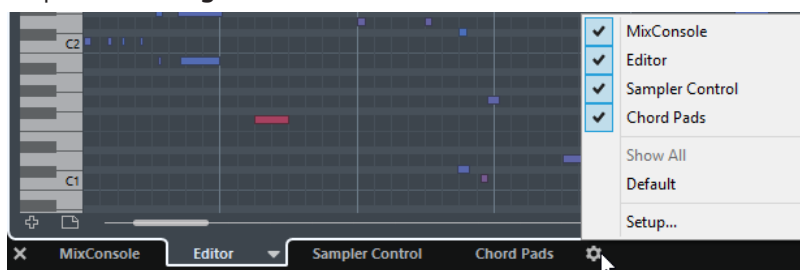 MixConsole
Editor
Sampler Control
Chord Pads
Show All
Default
Setup...
C2
C1
MixConsole Editor Sampler Control Chord Pads